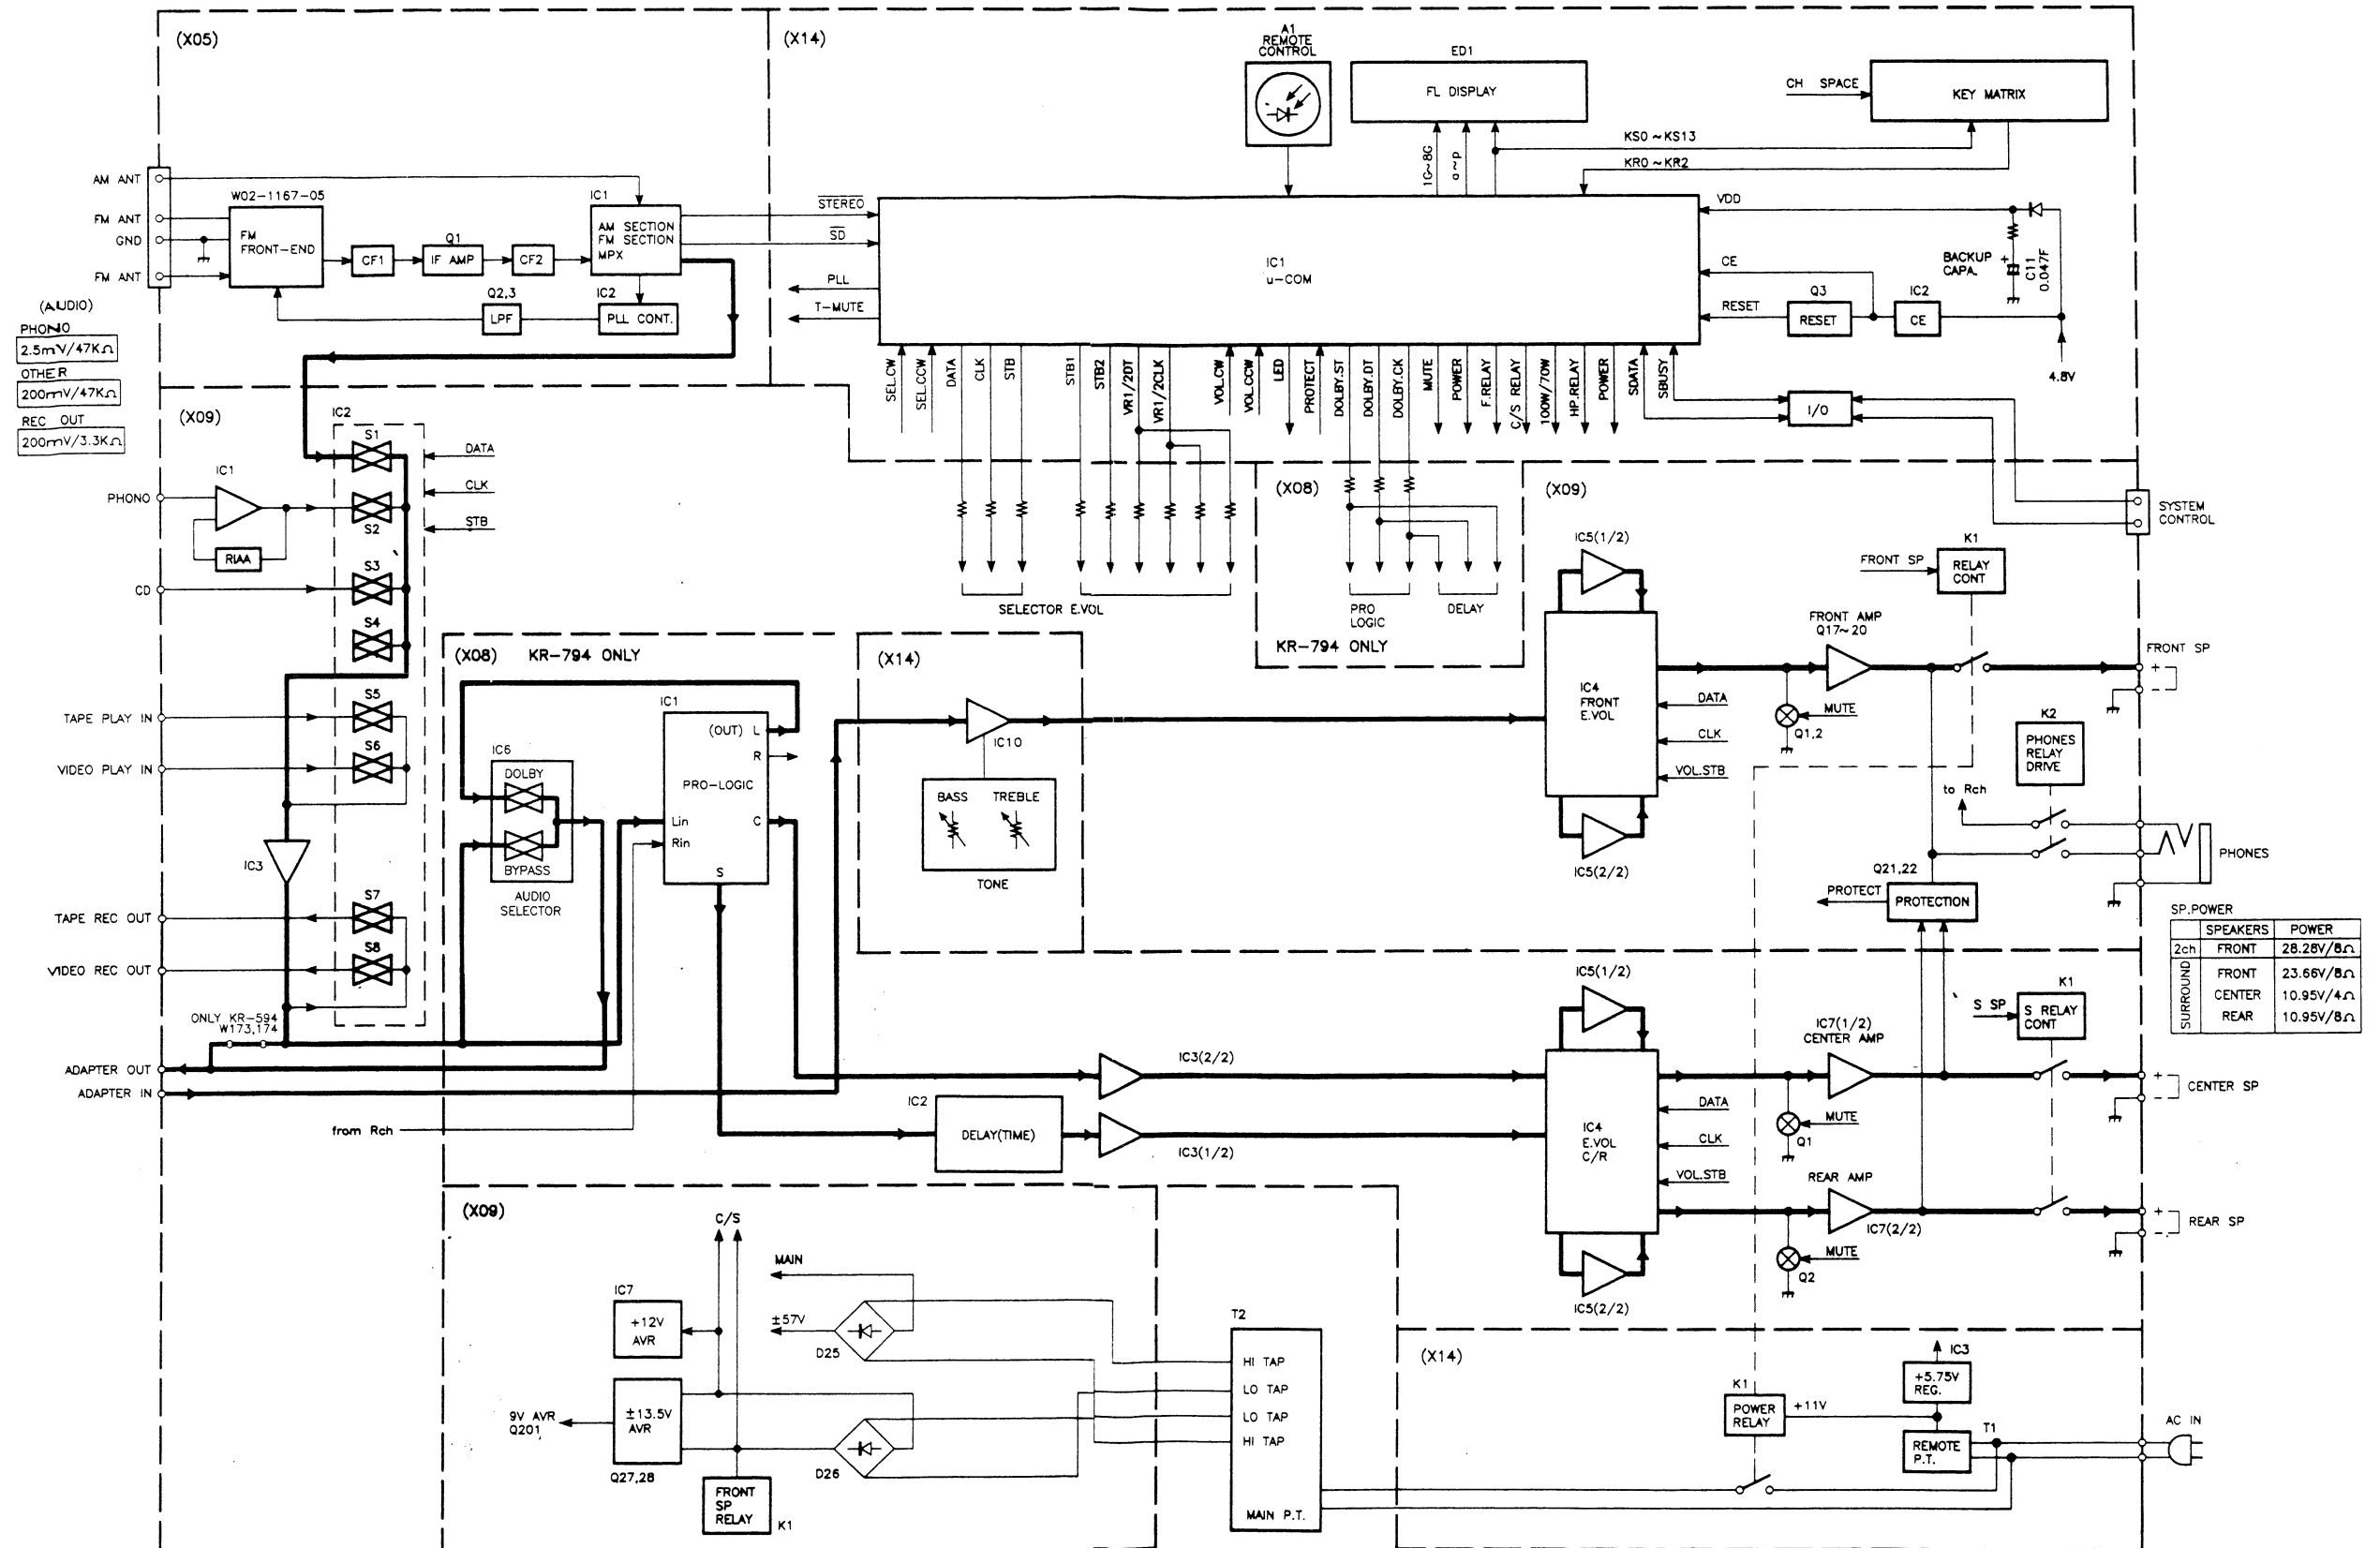 (X05)
(X14)
A1
REMOTE
CONTROL
ED1
FL DISPLAY
CH SPACE
KEY MATRIX
1G~8G
a~p
KS0~KS13
KR0~KR2
AM ANT
FM ANT
GND
FM ANT
W02-1167-05
FM
FRONT-END
CF1
Q1
IF AMP
CF2
IC1
AM SECTION
FM SECTION
MPX
Q2,3
LPF
IC2
PLL CONT.
STEREO
SD
PLL
T-MUTE
IC1
u-COM
VDD
CE
RESET
BACKUP
CAPA.
+
C11
0.047F
Q3
RESET
IC2
CE
4.8V
(AUDIO)
PHONO
2.5mV/47KΩ
OTHER
200mV/47KΩ
REC OUT
200mV/3.3KΩ
SEL.CW
SEL.CCW
DATA
CLK
STB
STB1
STB2
VR1/2DT
VR1/2CLK
VOL.CW
VOL.CCW
LED
PROTECT
DOLBY.ST
DOLBY.DT
DOLBY.CK
MUTE
POWER
F.RELAY
C/S RELAY
100W/70W
HP.RELAY
POWER
SDATA
SBUSY
I/O
SYSTEM
CONTROL
(X09)
IC2
S1
DATA
CLK
STB
PHONO
IC1
RIAA
S2
CD
S3
S4
TAPE PLAY IN
S5
VIDEO PLAY IN
S6
IC3
TAPE REC OUT
S7
VIDEO REC OUT
S8
ONLY KR-594
W173,174
ADAPTER OUT
ADAPTER IN
from Rch
SELECTOR E.VOL
(X08)
PRO
LOGIC
DELAY
KR-794 ONLY
(X09)
(X08) KR-794 ONLY
IC6
DOLBY
BYPASS
AUDIO
SELECTOR
IC1
(OUT) L
R
PRO-LOGIC
Lin
Rin
C
S
(X14)
IC10
BASS TREBLE
TONE
IC5(1/2)
IC4
FRONT
E.VOL
IC5(2/2)
DATA
CLK
VOL.STB
FRONT SP
K1
RELAY
CONT
FRONT AMP
Q17~20
MUTE
Q1,2
FRONT SP
+
-
K2
PHONES
RELAY
DRIVE
to Rch
PHONES
Q21,22
PROTECT
PROTECTION
SP.POWER
SPEAKERS POWER
2ch FRONT 28.28V/8Ω
SURROUND
FRONT 23.66V/8Ω
CENTER 10.95V/4Ω
REAR 10.95V/8Ω
IC3(2/2)
IC2
DELAY(TIME)
IC3(1/2)
IC5(1/2)
IC4
E.VOL
C/R
IC5(2/2)
DATA
CLK
VOL.STB
IC7(1/2)
CENTER AMP
MUTE
Q1
S SP
K1
S RELAY
CONT
+
-
CENTER SP
REAR AMP
IC7(2/2)
MUTE
Q2
+
-
REAR SP
(X09)
C/S
MAIN
IC7
+12V
AVR
±57V
D25
9V AVR
Q201
±13.5V
AVR
Q27,28
D26
FRONT
SP
RELAY
K1
T2
HI TAP
LO TAP
LO TAP
HI TAP
MAIN P.T.
(X14)
IC3
+5.75V
REG.
K1
POWER
RELAY
+11V
REMOTE
P.T.
T1
AC IN